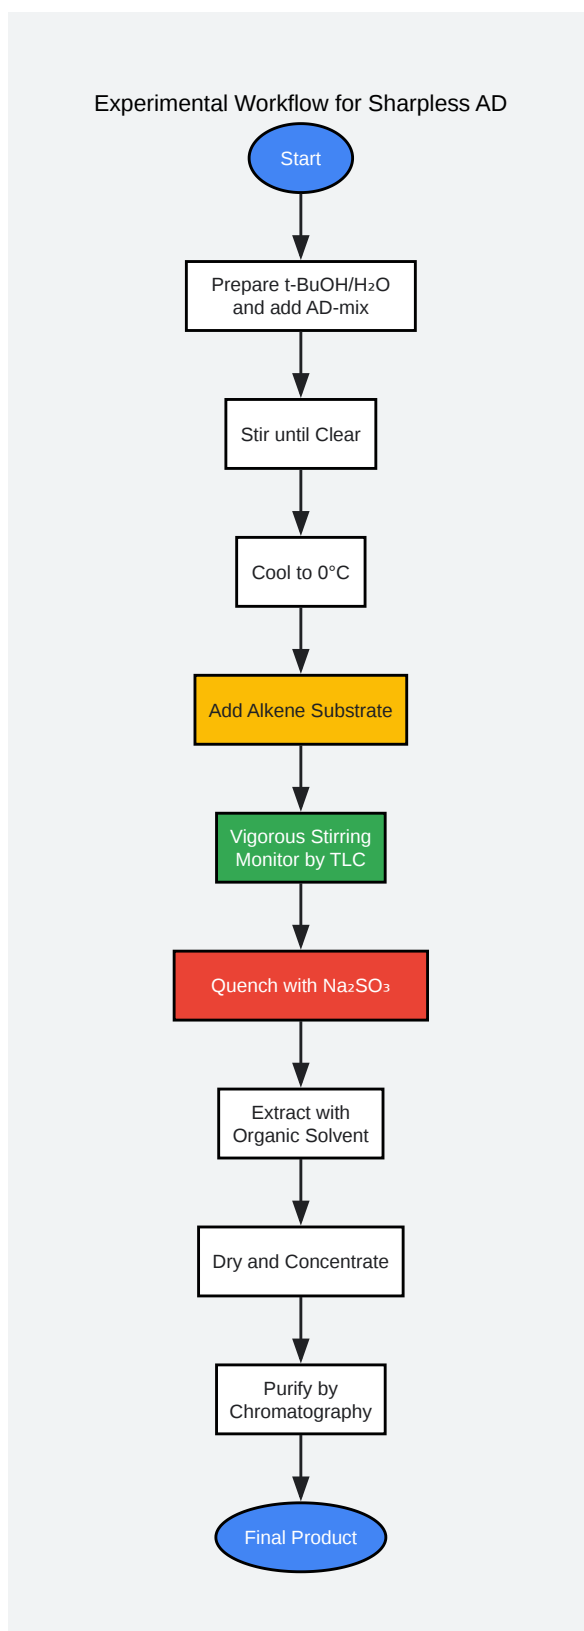 Experimental Workflow for Sharpless AD
Start
Prepare t-BuOH/H₂O
and add AD-mix
Stir until Clear
Cool to 0°C
Add Alkene Substrate
Vigorous Stirring
Monitor by TLC
Quench with Na₂SO₃
Extract with
Organic Solvent
Dry and Concentrate
Purify by
Chromatography
Final Product